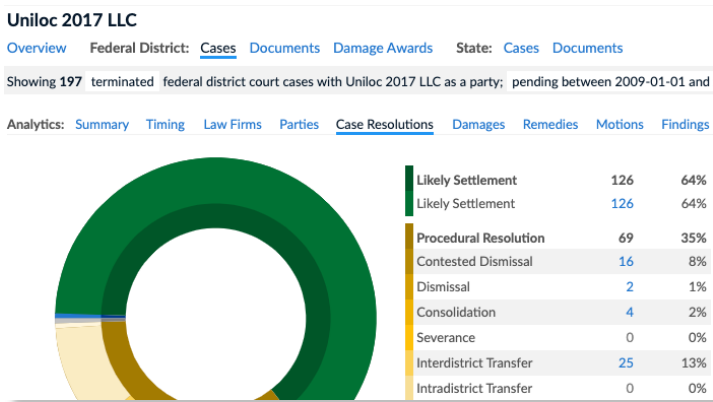 Uniloc 2017 LLC
Overview Federal District: Cases Documents Damage Awards State: Cases Documents
Showing 197 terminated federal district court cases with Uniloc 2017 LLC as a party; pending between 2009-01-01 and
Analytics: Summary Timing Law Firms Parties Case Resolutions Damages Remedies Motions Findings
Likely Settlement 126 64%
Likely Settlement 126 64%
Procedural Resolution 69 35%
Contested Dismissal 16 8%
Dismissal 2 1%
Consolidation 4 2%
Severance 0 0%
Interdistrict Transfer 25 13%
Intradistrict Transfer 0 0%